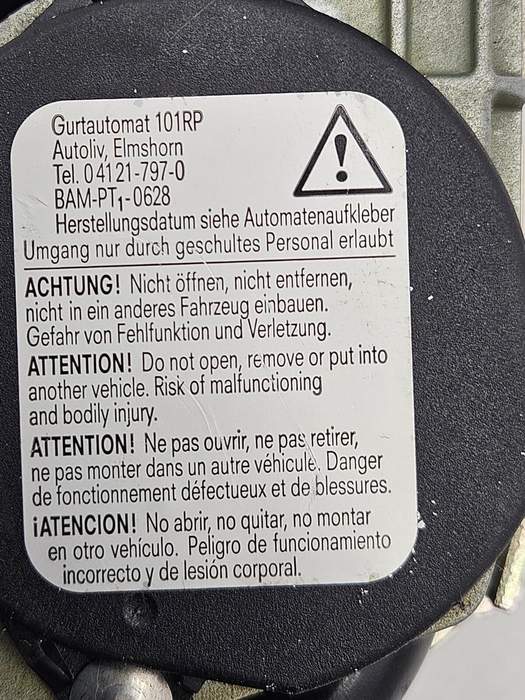 Gurtautomat 101RP
Autoliv, Elmshorn
Tel. 0 41 21-797-0
BAM-PT₁-0628
Herstellungsdatum siehe Automatenaufkleber
Umgang nur durch geschultes Personal erlaubt
ACHTUNG! Nicht öffnen, nicht entfernen,
nicht in ein anderes Fahrzeug einbauen.
Gefahr von Fehlfunktion und Verletzung.
ATTENTION! Do not open, remove or put into
another vehicle. Risk of malfunctioning
and bodily injury.
ATTENTION! Ne pas ouvrir, ne pas retirer,
ne pas monter dans un autre véhicule. Danger
de fonctionnement défectueux et de blessures.
¡ATENCION! No abrir, no quitar, no montar
en otro vehículo. Peligro de funcionamiento
incorrecto y de lesión corporal.